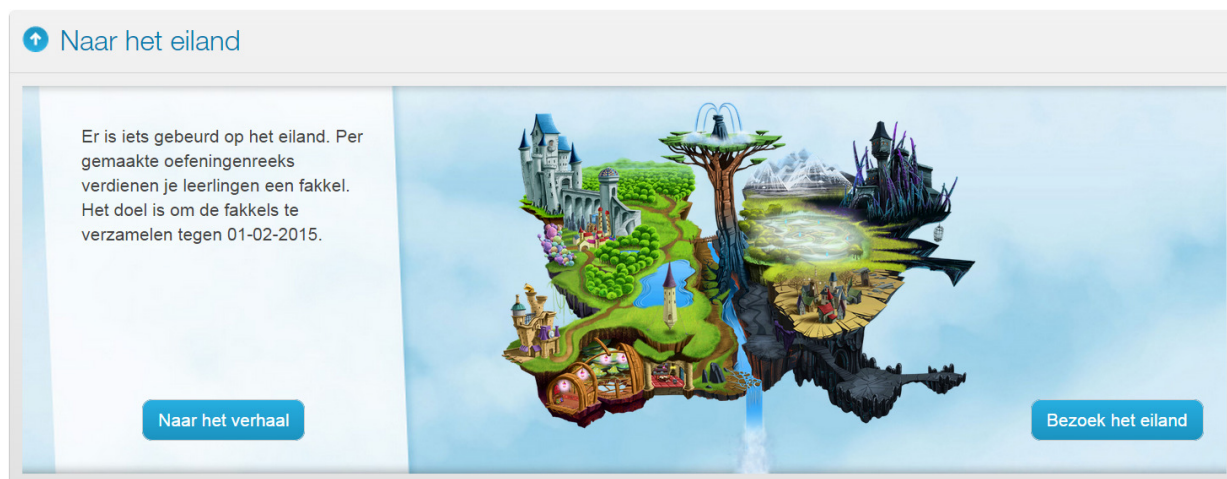 Naar het eiland
Er is iets gebeurd op het eiland. Per
gemaakte oefeningenreeks
verdienen je leerlingen een fakkel.
Het doel is om de fakkels te
verzamelen tegen 01-02-2015.
Naar het verhaal
Bezoek het eiland